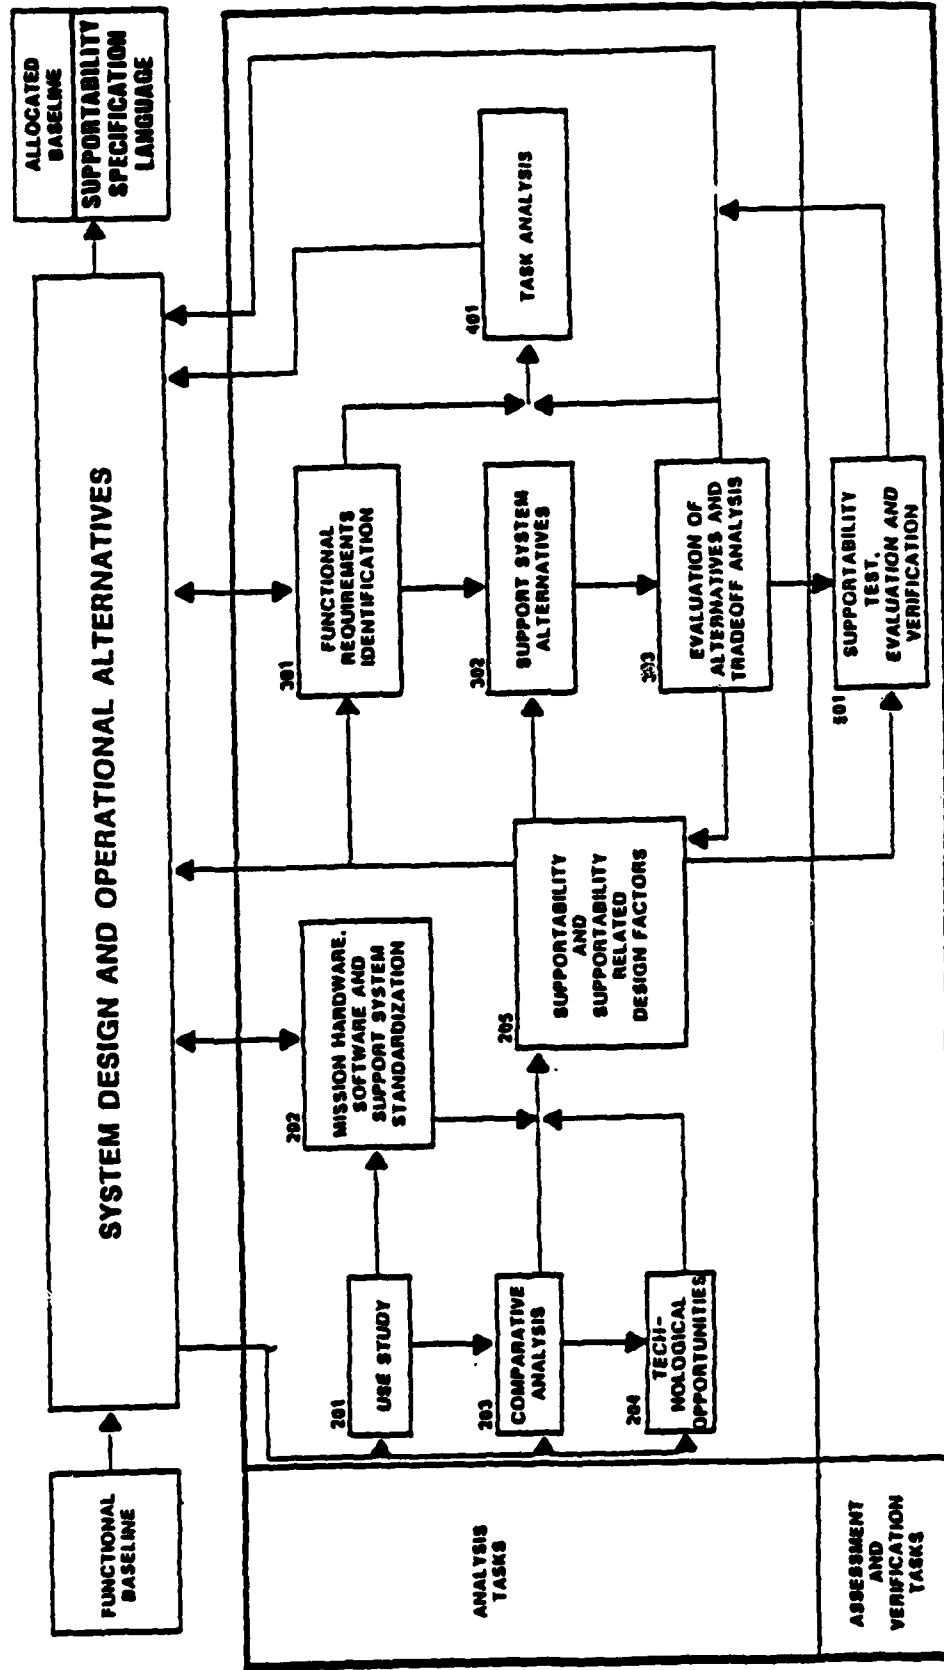 FUNCTIONAL
BASELINE
SYSTEM DESIGN AND OPERATIONAL ALTERNATIVES
ALLOCATED
BASELINE
SUPPORTABILITY
SPECIFICATION
LANGUAGE
ANALYSIS
TASKS
201
USE STUDY
202
MISSION HARDWARE.
SOFTWARE AND
SUPPORT SYSTEM
STANDARDIZATION
203
COMPARATIVE
ANALYSIS
204
TECH-
NOLOGICAL
OPPORTUNITIES
205
SUPPORTABILITY
AND
SUPPORTABILITY
RELATED
DESIGN FACTORS
301
FUNCTIONAL
REQUIREMENTS
IDENTIFICATION
302
SUPPORT SYSTEM
ALTERNATIVES
303
EVALUATION OF
ALTERNATIVES AND
TRADEOFF ANALYSIS
401
TASK ANALYSIS
ASSESSMENT
AND
VERIFICATION
TASKS
501
SUPPORTABILITY
TEST.
EVALUATION AND
VERIFICATION